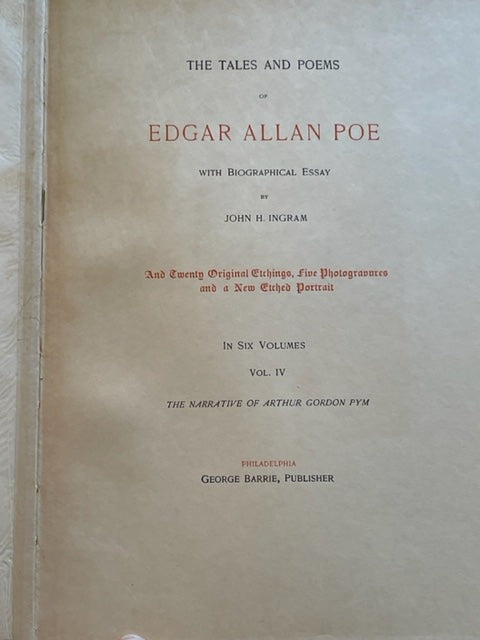 THE TALES AND POEMS
OF
EDGAR ALLAN POE
WITH BIOGRAPHICAL ESSAY
BY
JOHN H. INGRAM
And Twenty Original Etchings, Five Photogravures
and a New Etched Portrait
IN SIX VOLUMES
VOL. IV
THE NARRATIVE OF ARTHUR GORDON PYM
PHILADELPHIA
GEORGE BARRIE, PUBLISHER